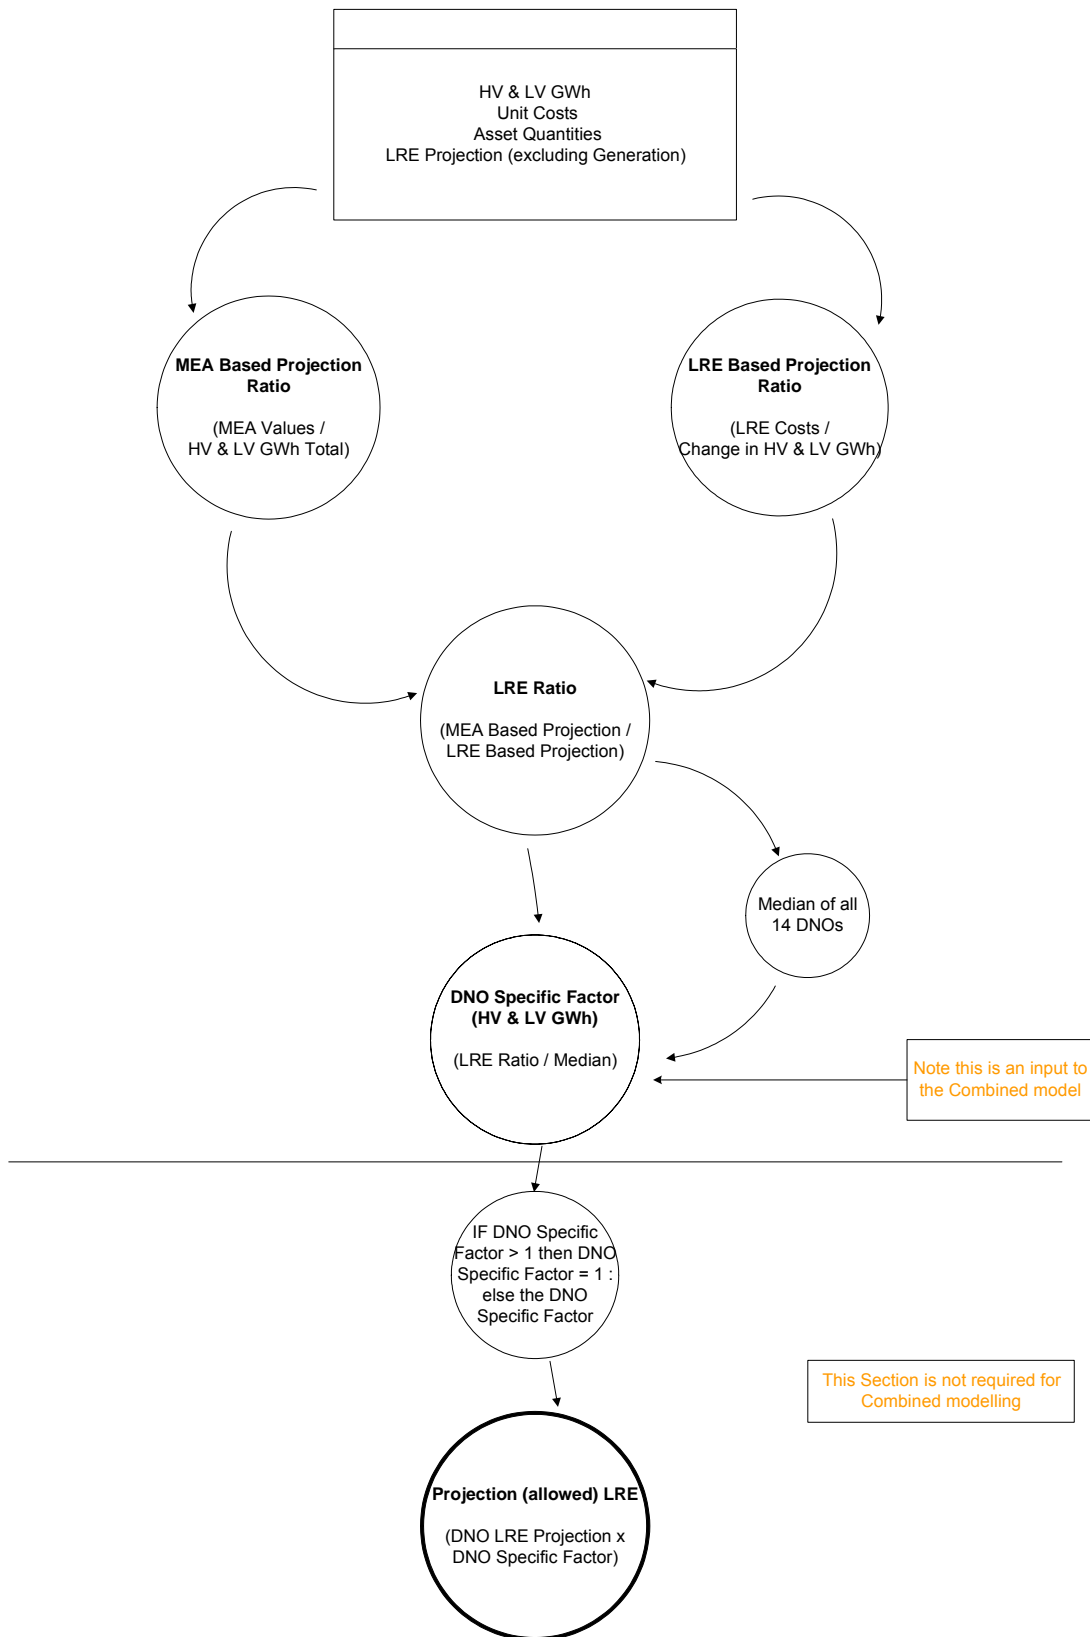 HV & LV GWh
Unit Costs
Asset Quantities
LRE Projection (excluding Generation)
MEA Based Projection
Ratio
(MEA Values /
HV & LV GWh Total)
LRE Based Projection
Ratio
(LRE Costs /
Change in HV & LV GWh)
LRE Ratio
(MEA Based Projection /
LRE Based Projection)
Median of all
14 DNOs
DNO Specific Factor
(HV & LV GWh)
(LRE Ratio / Median)
Note this is an input to
the Combined model
IF DNO Specific
Factor > 1 then DNO
Specific Factor = 1 :
else the DNO
Specific Factor
This Section is not required for
Combined modelling
Projection (allowed) LRE
(DNO LRE Projection x
DNO Specific Factor)